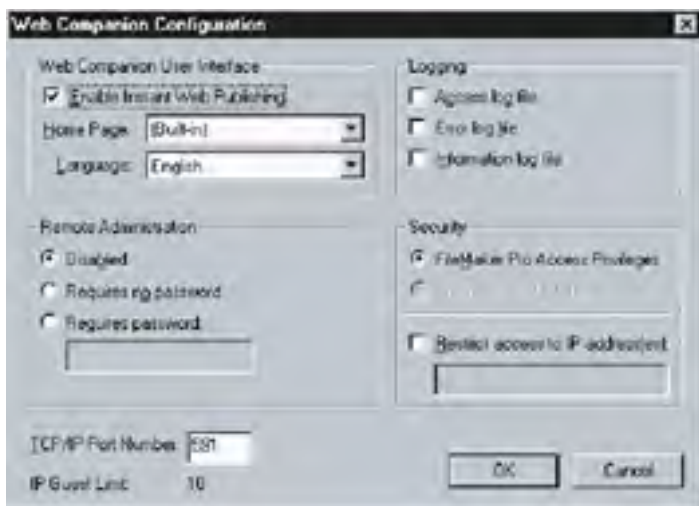 Web Companion Configuration
Web Companion User Interface
Enable Instant Web Publishing
Home Page: (Built-in)
Language: English
Remote Administration
Disabled
Requires no password
Requires password:
TCP/IP Port Number: 591
IP Guest Limit: 10
Logging
Access log file
Error log file
Information log file
Security
FileMaker Pro Access Privileges
Restrict access to IP address(es):
OK
Cancel